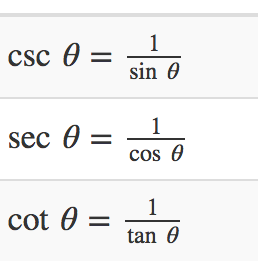 csc θ = 1/sin θ
sec θ = 1/cos θ
cot θ = 1/tan θ